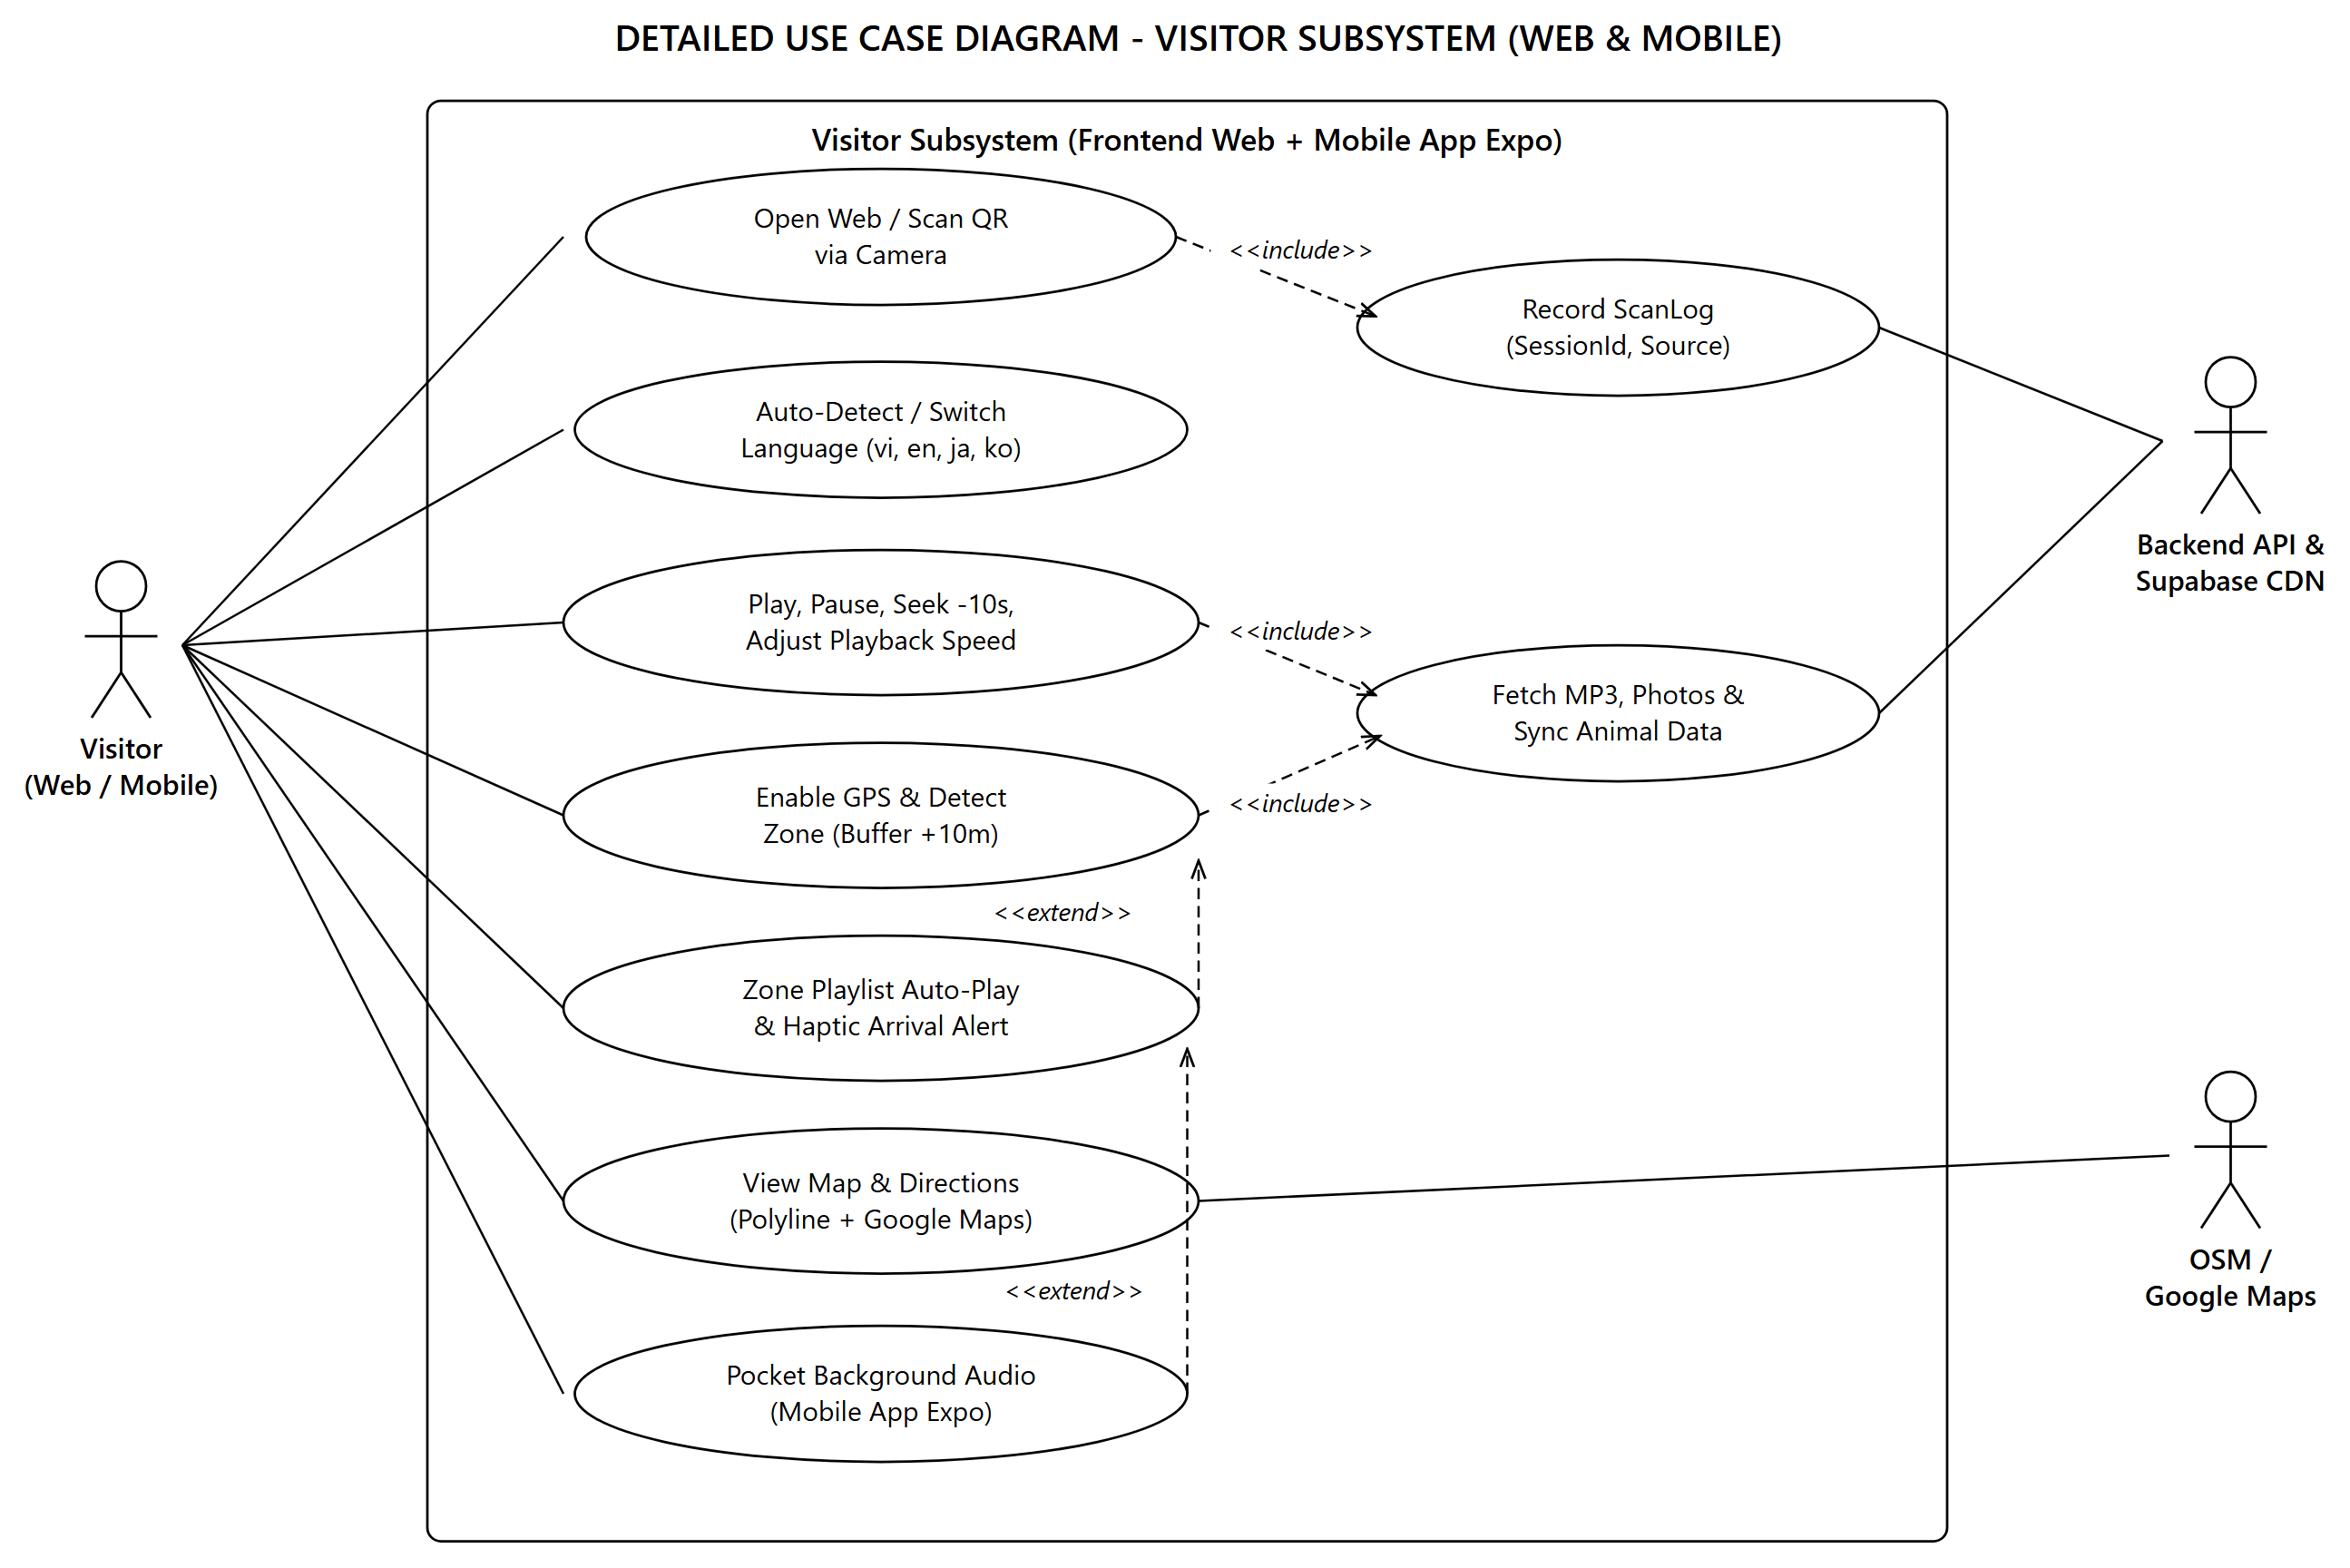 DETAILED USE CASE DIAGRAM - VISITOR SUBSYSTEM (WEB & MOBILE)
Visitor Subsystem (Frontend Web + Mobile App Expo)
Open Web / Scan QR
via Camera
<<include>>
Record ScanLog
(SessionId, Source)
Auto-Detect / Switch
Language (vi, en, ja, ko)
Backend API &
Supabase CDN
Play, Pause, Seek -10s,
Adjust Playback Speed
<<include>>
Fetch MP3, Photos &
Sync Animal Data
Visitor
(Web / Mobile)
Enable GPS & Detect
Zone (Buffer +10m)
<<include>>
<<extend>>
Zone Playlist Auto-Play
& Haptic Arrival Alert
View Map & Directions
(Polyline + Google Maps)
OSM /
Google Maps
<<extend>>
Pocket Background Audio
(Mobile App Expo)